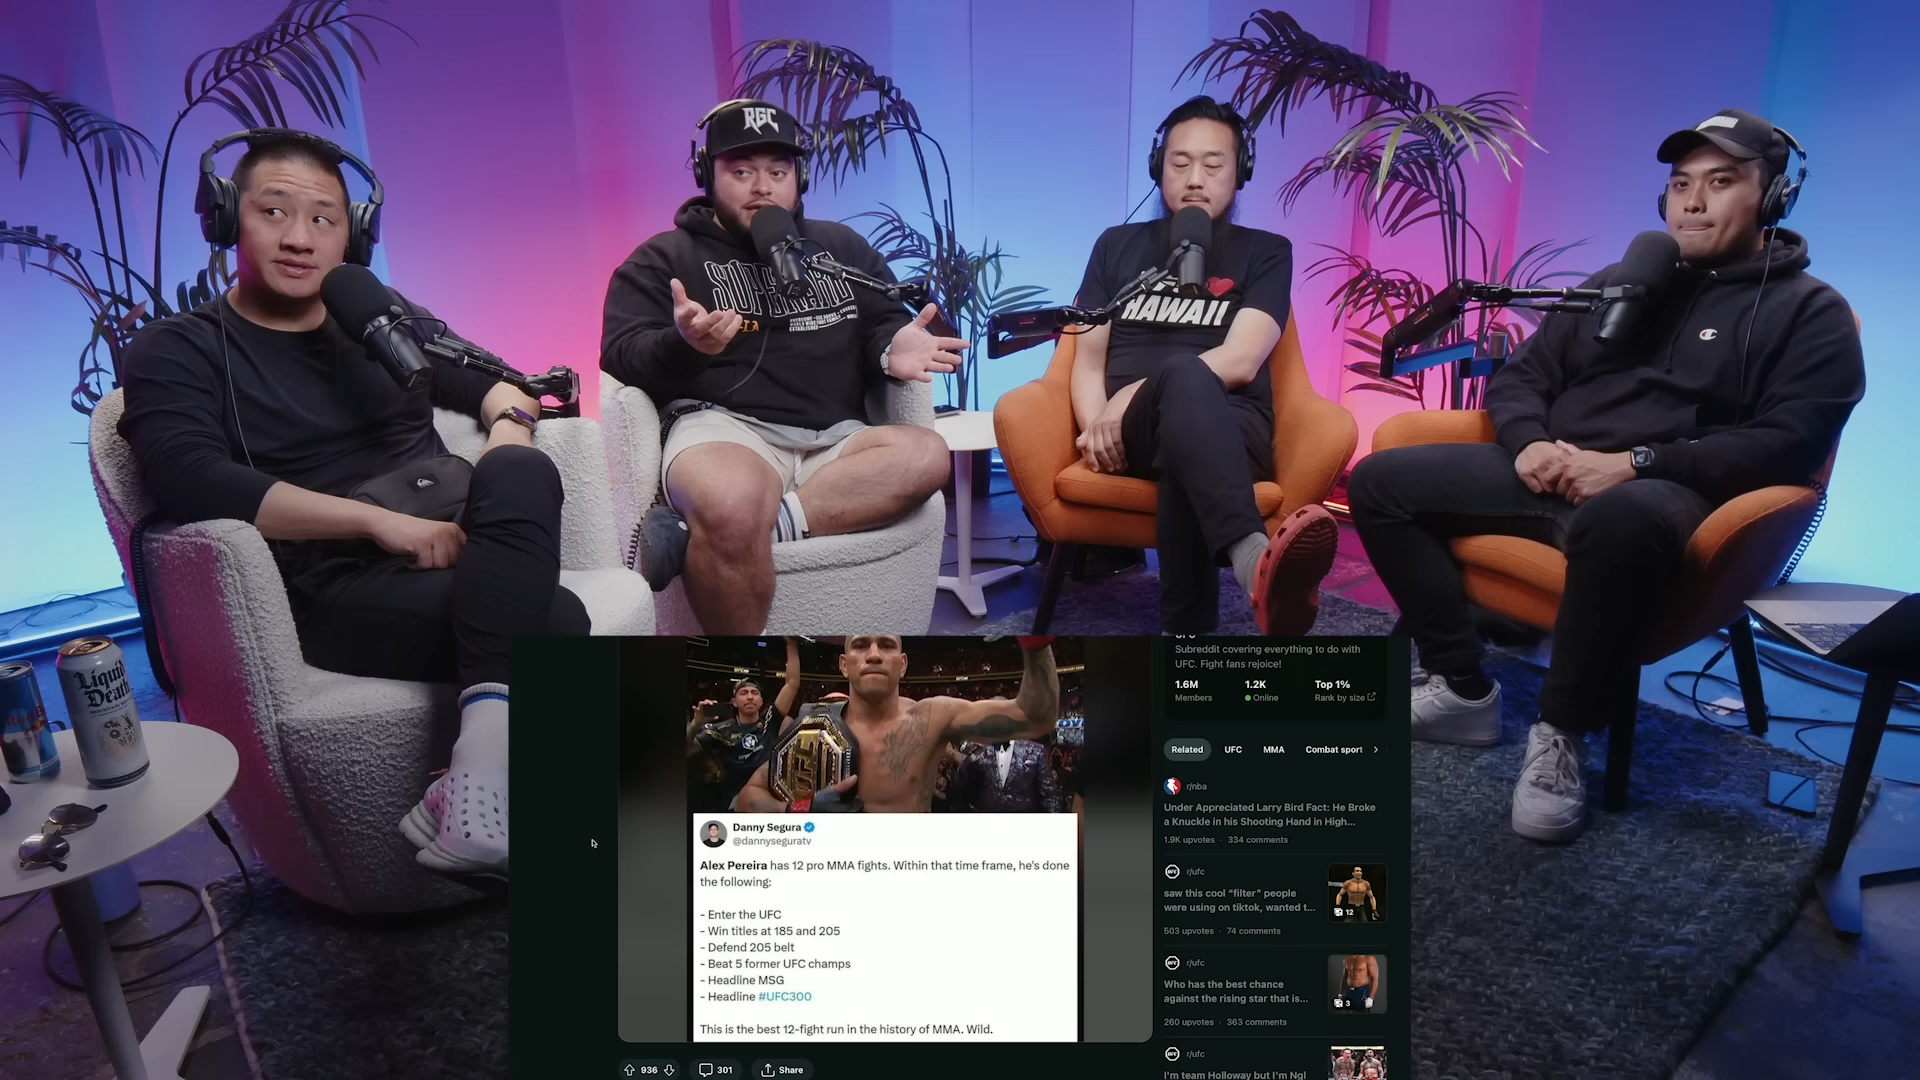 RGC
SUPERARE
HAWAII
Liquid
Death
UFC
Subreddit covering everything to do with
UFC. Fight fans rejoice!
1.6M
1.2K
Top 1%
Members
Online
Rank by size
Related
UFC
MMA
Combat sport
r/nba
Under Appreciated Larry Bird Fact: He Broke
a Knuckle in his Shooting Hand in High...
1.9K upvotes · 334 comments
r/ufc
saw this cool “filter” people
were using on tiktok, wanted t...
12
503 upvotes · 74 comments
r/ufc
Who has the best chance
against the rising star that is...
3
260 upvotes · 363 comments
r/ufc
I'm team Holloway but I'm Ngl
Danny Segura
@dannyseguratv
Alex Pereira has 12 pro MMA fights. Within that time frame, he's done
the following:
- Enter the UFC
- Win titles at 185 and 205
- Defend 205 belt
- Beat 5 former UFC champs
- Headline MSG
- Headline #UFC300
This is the best 12-fight run in the history of MMA. Wild.
936
301
Share